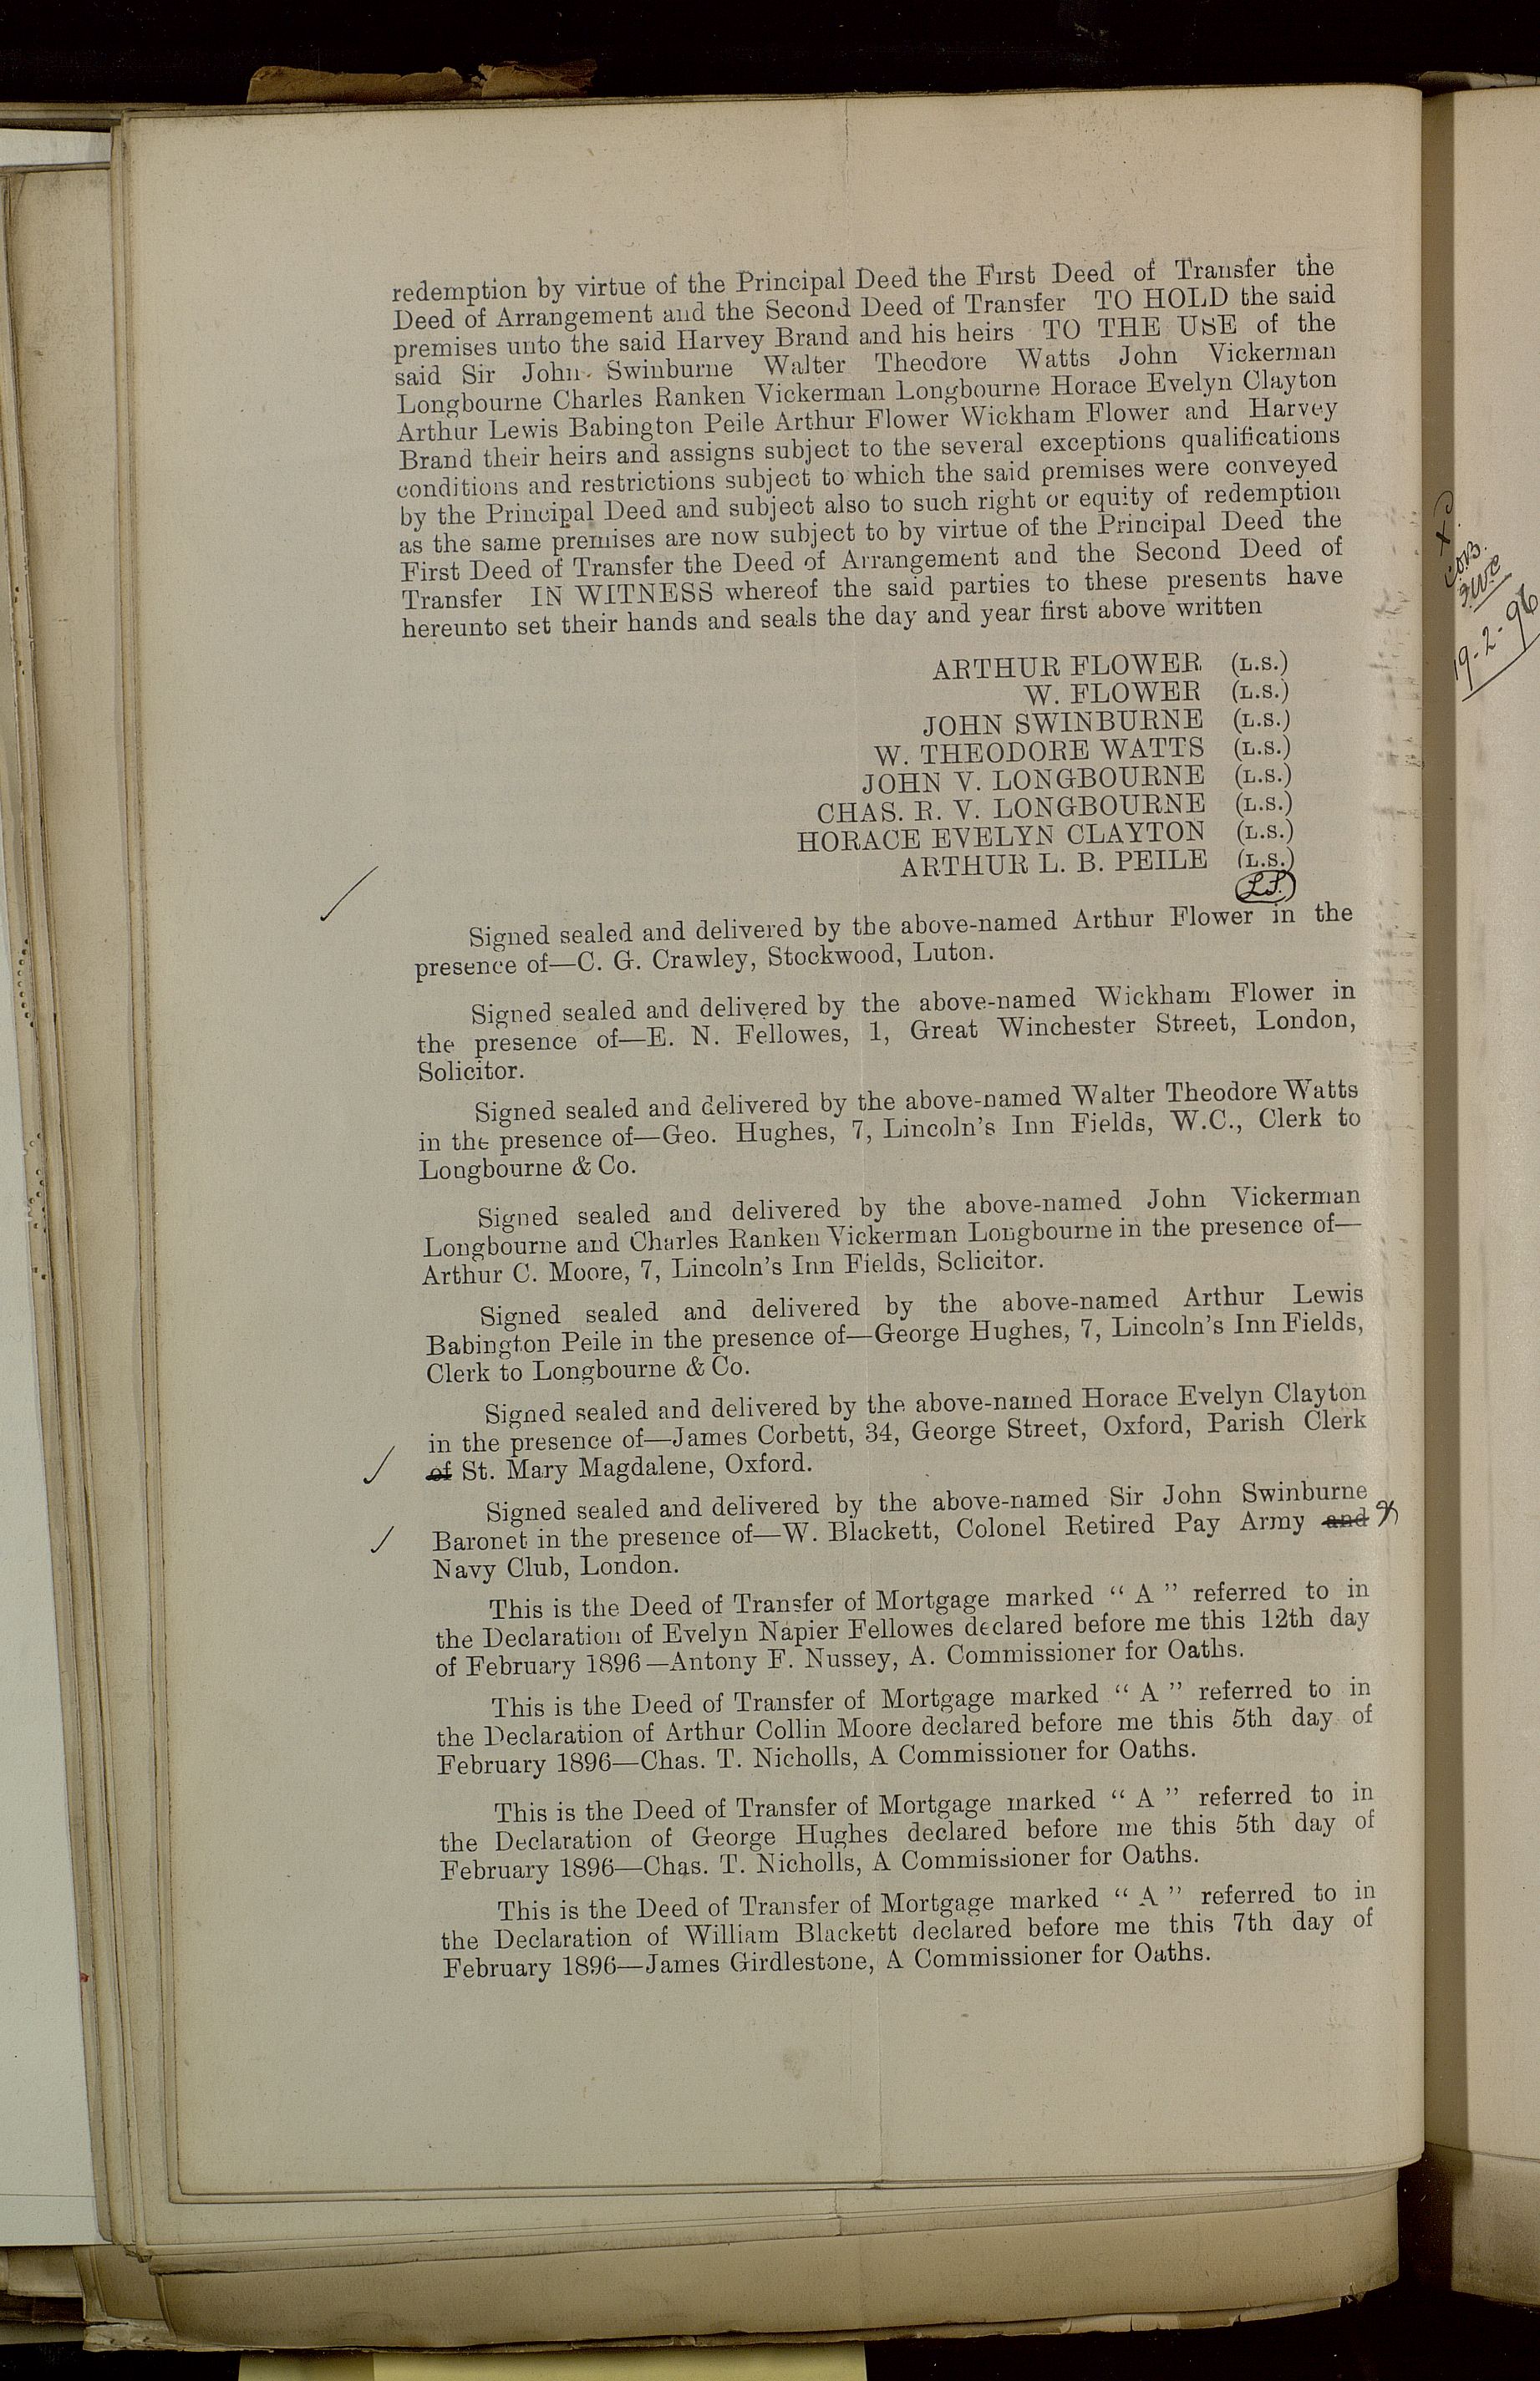 redemption by virtue of the Principal Deed the First Deed of Transfer the
Deed of Arrangement and the Second Deed of Transfer TO HOLD the said
premises unto the said Harvey Brand and his heirs TO THE USE of the
said Sir John Swinburne Walter Theodore Watts John Vickerman
Longbourne Charles Ranken Vickerman Longbourne Horace Evelyn Clayton
Arthur Lewis Babington Peile Arthur Flower Wickham Flower and Harvey
Brand their heirs and assigns subject to the several exceptions qualifications
conditions and restrictions subject to which the said premises were conveyed
by the Principal Deed and subject also to such right or equity of redemption
as the same premises are now subject to by virtue of the Principal Deed the
First Deed of Transfer the Deed of Arrangement and the Second Deed of
Transfer IN WITNESS whereof the said parties to these presents have
hereunto set their hands and seals the day and year first above written
ARTHUR FLOWER (L.S.)
W. FLOWER (L.S.)
JOHN SWINBURNE (L.S.)
W. THEODORE WATTS (L.S.)
JOHN V. LONGBOURNE (L.S.)
CHAS. R. V. LONGBOURNE (L.S.)
HORACE EVELYN CLAYTON (L.S.)
ARTHUR L. B. PEILE (L.S.)
L.S.
Signed sealed and delivered by the above-named Arthur Flower in the
presence of—C. G. Crawley, Stockwood, Luton.
Signed sealed and delivered by the above-named Wickham Flower in
the presence of—E. N. Fellowes, 1, Great Winchester Street, London,
Solicitor.
Signed sealed and delivered by the above-named Walter Theodore Watts
in the presence of—Geo. Hughes, 7, Lincoln's Inn Fields, W.C., Clerk to
Longbourne & Co.
Signed sealed and delivered by the above-named John Vickerman
Longbourne and Charles Ranken Vickerman Longbourne in the presence of—
Arthur C. Moore, 7, Lincoln's Inn Fields, Solicitor.
Signed sealed and delivered by the above-named Arthur Lewis
Babington Peile in the presence of—George Hughes, 7, Lincoln's Inn Fields,
Clerk to Longbourne & Co.
Signed sealed and delivered by the above-named Horace Evelyn Clayton
in the presence of—James Corbett, 34, George Street, Oxford, Parish Clerk
of St. Mary Magdalene, Oxford.
Signed sealed and delivered by the above-named Sir John Swinburne
Baronet in the presence of—W. Blackett, Colonel Retired Pay Army and
Navy Club, London.
This is the Deed of Transfer of Mortgage marked "A" referred to in
the Declaration of Evelyn Napier Fellowes declared before me this 12th day
of February 1896—Antony F. Nussey, A. Commissioner for Oaths.
This is the Deed of Transfer of Mortgage marked "A" referred to in
the Declaration of Arthur Collin Moore declared before me this 5th day of
February 1896—Chas. T. Nicholls, A Commissioner for Oaths.
This is the Deed of Transfer of Mortgage marked "A" referred to in
the Declaration of George Hughes declared before me this 5th day of
February 1896—Chas. T. Nicholls, A Commissioner for Oaths.
This is the Deed of Transfer of Mortgage marked "A" referred to in
the Declaration of William Blackett declared before me this 7th day of
February 1896—James Girdlestone, A Commissioner for Oaths.
19-2-96